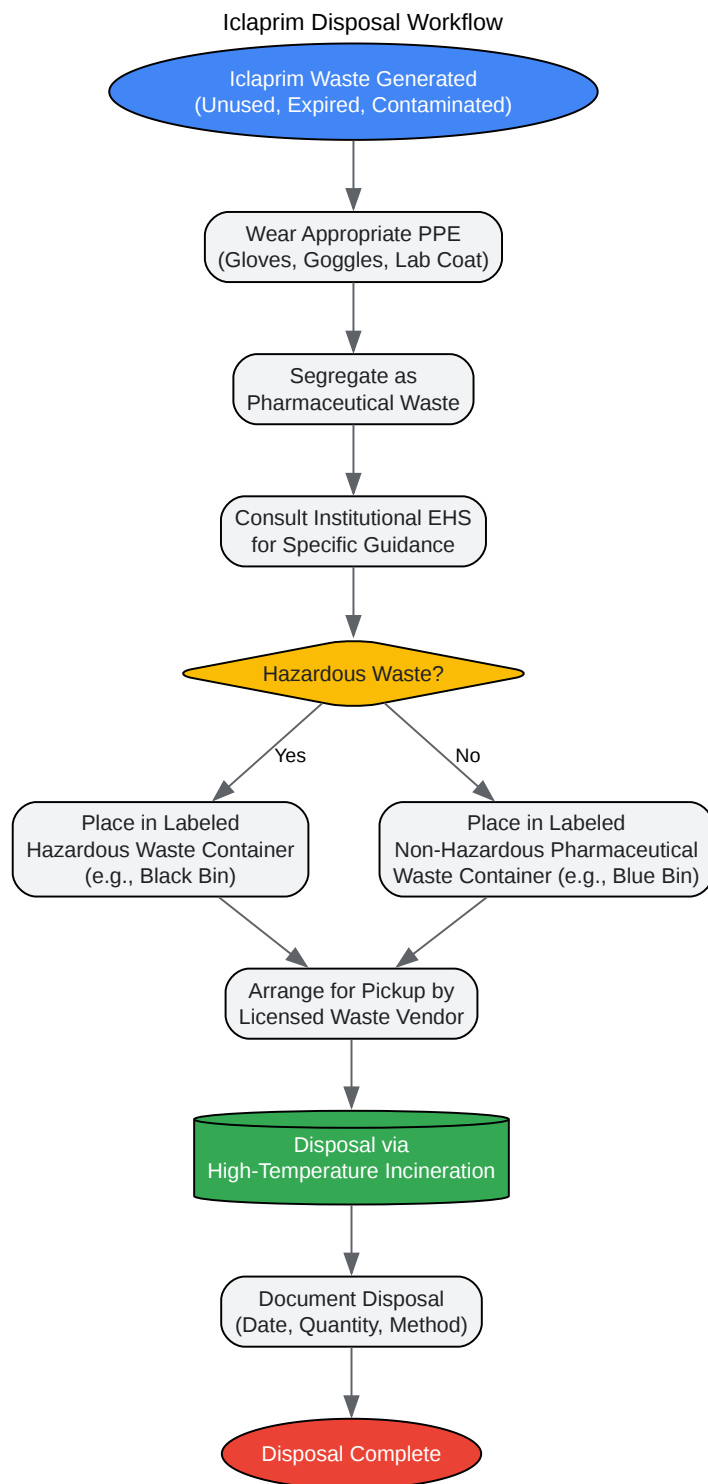 Iclaprim Disposal Workflow
Iclaprim Waste Generated
(Unused, Expired, Contaminated)
Wear Appropriate PPE
(Gloves, Goggles, Lab Coat)
Segregate as
Pharmaceutical Waste
Consult Institutional EHS
for Specific Guidance
Hazardous Waste?
Yes
No
Place in Labeled
Hazardous Waste Container
(e.g., Black Bin)
Place in Labeled
Non-Hazardous Pharmaceutical
Waste Container (e.g., Blue Bin)
Arrange for Pickup by
Licensed Waste Vendor
Disposal via
High-Temperature Incineration
Document Disposal
(Date, Quantity, Method)
Disposal Complete